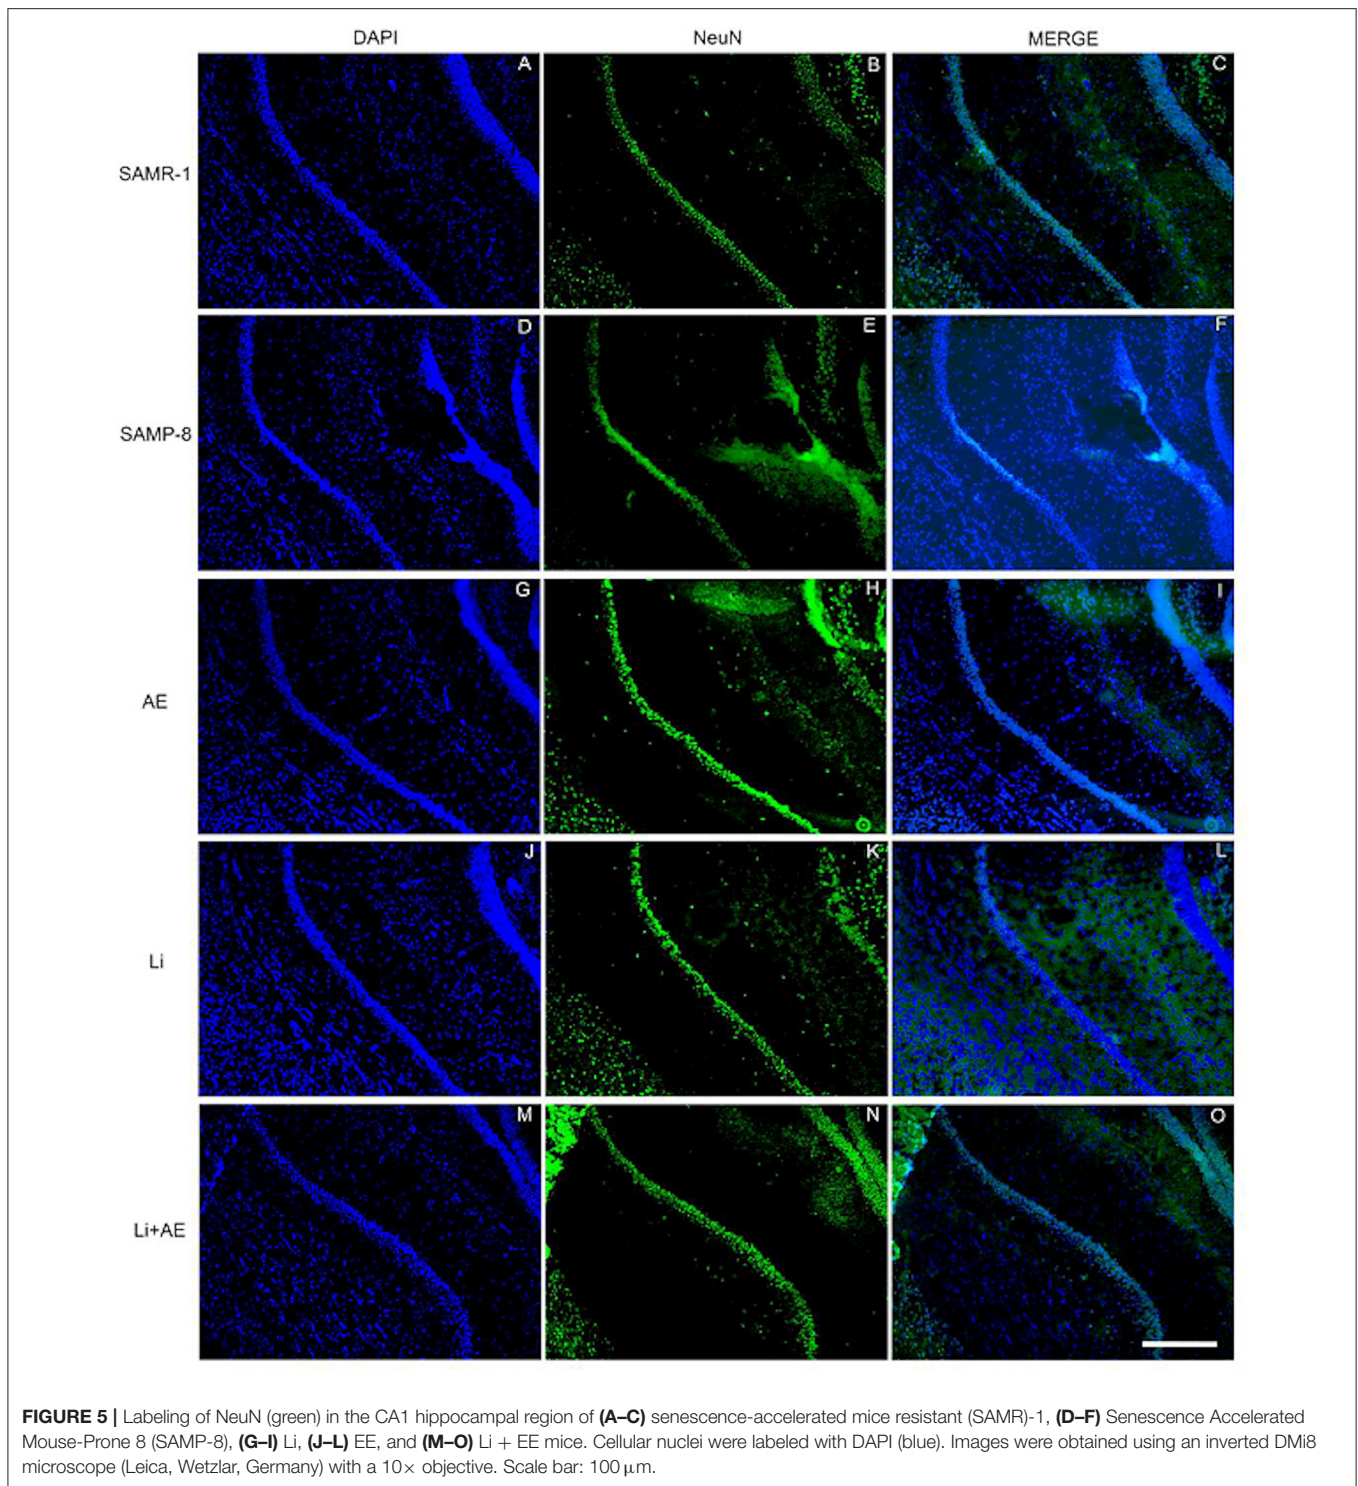 DAPI NeuN MERGE
A B C
SAMR-1
D E F
SAMP-8
G H I
AE
J K L
Li
M N O
Li+AE
FIGURE 5 | Labeling of NeuN (green) in the CA1 hippocampal region of (A–C) senescence-accelerated mice resistant (SAMR)-1, (D–F) Senescence Accelerated
Mouse-Prone 8 (SAMP-8), (G–I) Li, (J–L) EE, and (M–O) Li + EE mice. Cellular nuclei were labeled with DAPI (blue). Images were obtained using an inverted DMi8
microscope (Leica, Wetzlar, Germany) with a 10× objective. Scale bar: 100 μm.